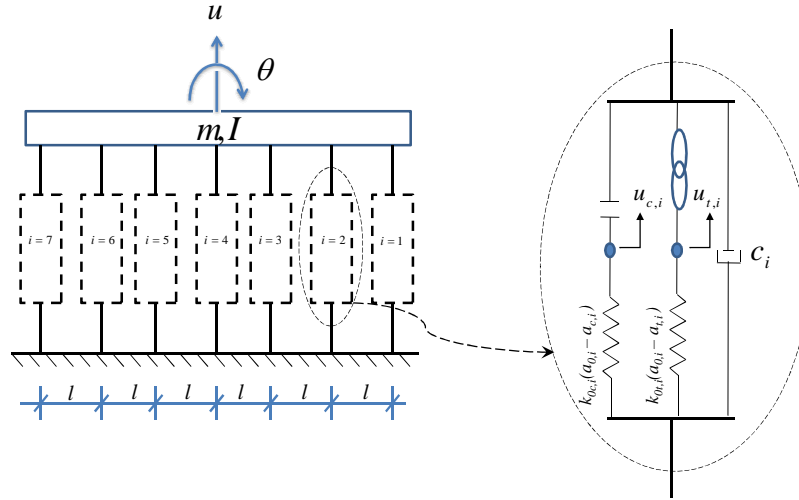 u
θ
m,I
i = 7
i = 6
i = 5
i = 4
i = 3
i = 2
i = 1
l l l l l l
u_{c,i} u_{t,i}
c_i
k_{0c,i}(a_{0,i} − a_{c,i})
k_{0t,i}(a_{0,i} − a_{t,i})